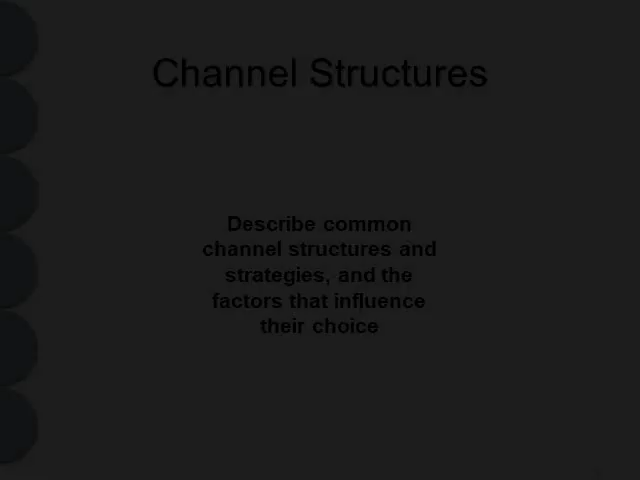 Channel Structures
Describe common
channel structures and
strategies, and the
factors that influence
their choice